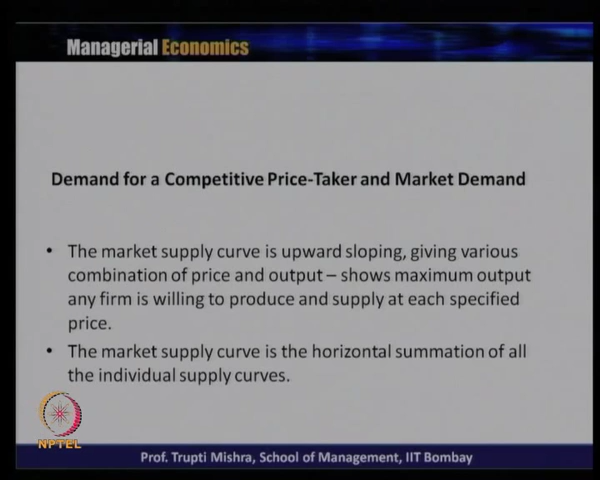 Managerial Economics
Demand for a Competitive Price-Taker and Market Demand
• The market supply curve is upward sloping, giving various
combination of price and output – shows maximum output
any firm is willing to produce and supply at each specified
price.
• The market supply curve is the horizontal summation of all
the individual supply curves.
NPTEL
Prof. Trupti Mishra, School of Management, IIT Bombay